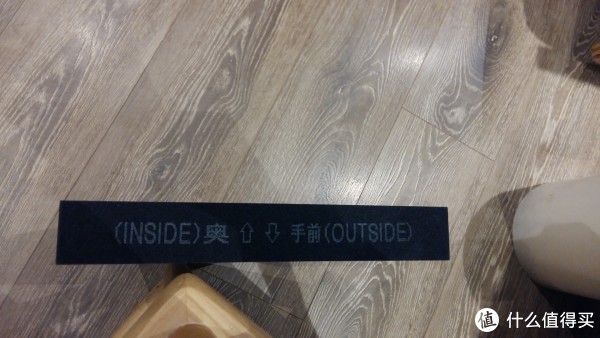 (INSIDE)奥 ⇧ ⇩ 手前(OUTSIDE)
值 什么值得买